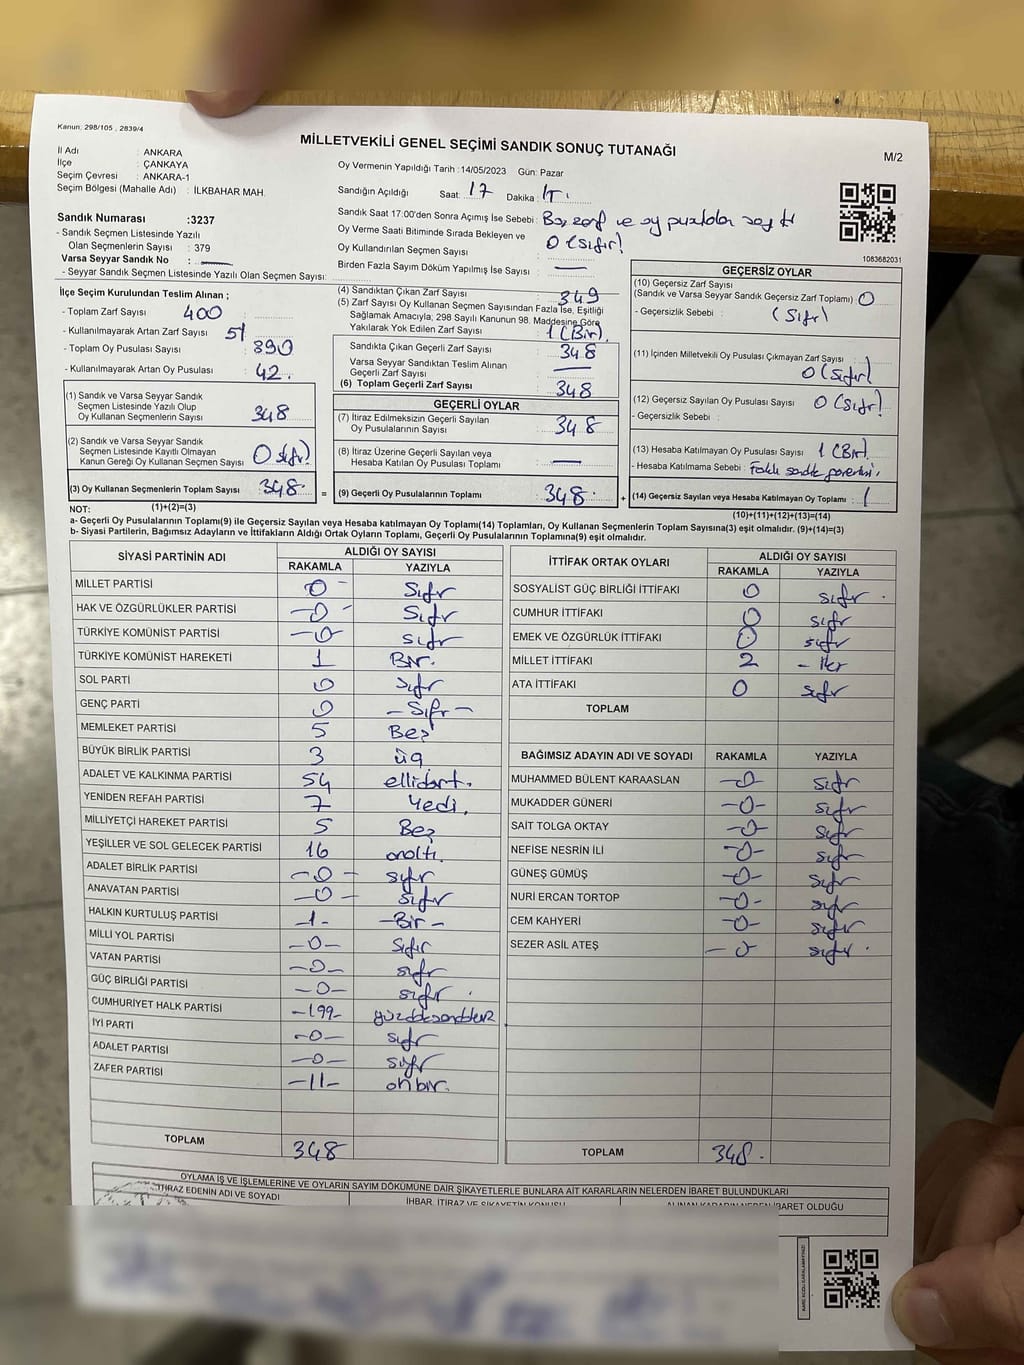 Kanun: 298/105 , 2839/4
MİLLETVEKİLİ GENEL SEÇİMİ SANDIK SONUÇ TUTANAĞI
M/2
İl Adı : ANKARA
İlçe : ÇANKAYA
Seçim Çevresi : ANKARA-1
Seçim Bölgesi (Mahalle Adı) : İLKBAHAR MAH.
Oy Vermenin Yapıldığı Tarih :14/05/2023 Gün: Pazar
Sandığın Açıldığı Saat: 17 Dakika:
Sandık Saat 17:00'den Sonra Açımış İse Sebebi: Boş zarf ve oy pusulaları
Oy Verme Saati Bitiminde Sırada Bekleyen ve
Oy Kullandırılan Seçmen Sayısı : 0 (sıfır)
Birden Fazla Sayım Döküm Yapılmış İse Sayısı : —
Sandık Numarası :3237
- Sandık Seçmen Listesinde Yazılı
Olan Seçmenlerin Sayısı : 379
Varsa Seyyar Sandık No : —
- Seyyar Sandık Seçmen Listesinde Yazılı Olan Seçmen Sayısı:
1083682031
İlçe Seçim Kurulundan Teslim Alınan ;
- Toplam Zarf Sayısı : 400
- Kullanılmayarak Artan Zarf Sayısı : 51
- Toplam Oy Pusulası Sayısı : 390
- Kullanılmayarak Artan Oy Pusulası : 42.
(1) Sandık ve Varsa Seyyar Sandık
Seçmen Listesinde Yazılı Olup
Oy Kullanan Seçmenlerin Sayısı : 348
(2) Sandık ve Varsa Seyyar Sandık
Seçmen Listesinde Kayıtlı Olmayan
Kanun Gereği Oy Kullanan Seçmen Sayısı : 0 sıfır)
(3) Oy Kullanan Seçmenlerin Toplam Sayısı : 348.
(1)+(2)=(3)
(4) Sandıktan Çıkan Zarf Sayısı : 349
(5) Zarf Sayısı Oy Kullanan Seçmen Sayısından Fazla İse, Eşitliği
Sağlamak Amacıyla; 298 Sayılı Kanunun 98. Maddesine Göre
Yakılarak Yok Edilen Zarf Sayısı : 1 (Bir).
Sandıkta Çıkan Geçerli Zarf Sayısı : 348
Varsa Seyyar Sandıktan Teslim Alınan
Geçerli Zarf Sayısı : —
(6) Toplam Geçerli Zarf Sayısı : 348
GEÇERLİ OYLAR
(7) İtiraz Edilmeksizin Geçerli Sayılan
Oy Pusulalarının Sayısı : 348
(8) İtiraz Üzerine Geçerli Sayılan veya
Hesaba Katılan Oy Pusulası Toplamı : —
= (9) Geçerli Oy Pusulalarının Toplamı : 348. +
GEÇERSİZ OYLAR
(10) Geçersiz Zarf Sayısı
(Sandık ve Varsa Seyyar Sandık Geçersiz Zarf Toplamı) : 0
- Geçersizlik Sebebi : (Sıfır)
(11) İçinden Milletvekili Oy Pusulası Çıkmayan Zarf Sayısı :
0 (sıfır)
(12) Geçersiz Sayılan Oy Pusulası Sayısı : 0 (sıfır)
- Geçersizlik Sebebi :
(13) Hesaba Katılmayan Oy Pusulası Sayısı : 1 (Bir).
- Hesaba Katılmama Sebebi : Farklı sandık
(14) Geçersiz Sayılan veya Hesaba Katılmayan Oy Toplamı : 1
(10)+(11)+(12)+(13)=(14)
NOT:
a- Geçerli Oy Pusulalarının Toplamı(9) ile Geçersiz Sayılan veya Hesaba katılmayan Oy Toplamı(14) Toplamları, Oy Kullanan Seçmenlerin Toplam Sayısına(3) eşit olmalıdır. (9)+(14)=(3)
b- Siyasi Partilerin, Bağımsız Adayların ve İttifakların Aldığı Ortak Oyların Toplamı, Geçerli Oy Pusulalarının Toplamına(9) eşit olmalıdır.
SİYASİ PARTİNİN ADI ALDIĞI OY SAYISI
RAKAMLA YAZIYLA
MİLLET PARTİSİ 0 - Sıfır
HAK VE ÖZGÜRLÜKLER PARTİSİ -0- Sıfır
TÜRKİYE KOMÜNİST PARTİSİ -0- sıfır
TÜRKİYE KOMÜNİST HAREKETİ 1 Bir.
SOL PARTİ 0 sıfır
GENÇ PARTİ 0 - Sıfır -
MEMLEKET PARTİSİ 5 Beş
BÜYÜK BİRLİK PARTİSİ 3 üç
ADALET VE KALKINMA PARTİSİ 54 ellidört.
YENİDEN REFAH PARTİSİ 7 Yedi.
MİLLİYETÇİ HAREKET PARTİSİ 5 Beş
YEŞİLLER VE SOL GELECEK PARTİSİ 16 onaltı.
ADALET BİRLİK PARTİSİ -0- sıfır
ANAVATAN PARTİSİ -0- sıfır
HALKIN KURTULUŞ PARTİSİ -1- -Bir-
MİLLİ YOL PARTİSİ -0- Sıfır
VATAN PARTİSİ -0- sıfır
GÜÇ BİRLİĞİ PARTİSİ -0- sıfır.
CUMHURİYET HALK PARTİSİ -199-
İYİ PARTİ -0- sıfır
ADALET PARTİSİ -0- sıfır
ZAFER PARTİSİ -11- onbir.
TOPLAM 348
İTTİFAK ORTAK OYLARI ALDIĞI OY SAYISI
RAKAMLA YAZIYLA
SOSYALİST GÜÇ BİRLİĞİ İTTİFAKI 0 sıfır.
CUMHUR İTTİFAKI 0 sıfır
EMEK VE ÖZGÜRLÜK İTTİFAKI 0 sıfır
MİLLET İTTİFAKI 2 - iki
ATA İTTİFAKI 0 sıfır
TOPLAM
BAĞIMSIZ ADAYIN ADI VE SOYADI RAKAMLA YAZIYLA
MUHAMMED BÜLENT KARAASLAN -0- sıfır
MUKADDER GÜNERİ -0- sıfır
SAİT TOLGA OKTAY -0- sıfır
NEFİSE NESRİN İLİ -0- sıfır
GÜNEŞ GÜMÜŞ -0- sıfır
NURİ ERCAN TORTOP -0- sıfır
CEM KAHYERİ -0- sıfır
SEZER ASİL ATEŞ -0 sıfır.
TOPLAM 348.
OYLAMA İŞ VE İŞLEMLERİNE VE OYLARIN SAYIM DÖKÜMÜNE DAİR ŞİKAYETLERLE BUNLARA AİT KARARLARIN NELERDEN İBARET BULUNDUKLARI
İTİRAZ EDENİN ADI VE SOYADI
İHBAR, İTİRAZ VE ŞİKAYETİN KONUSU
ALINAN KARARIN NEDEN İBARET OLDUĞU